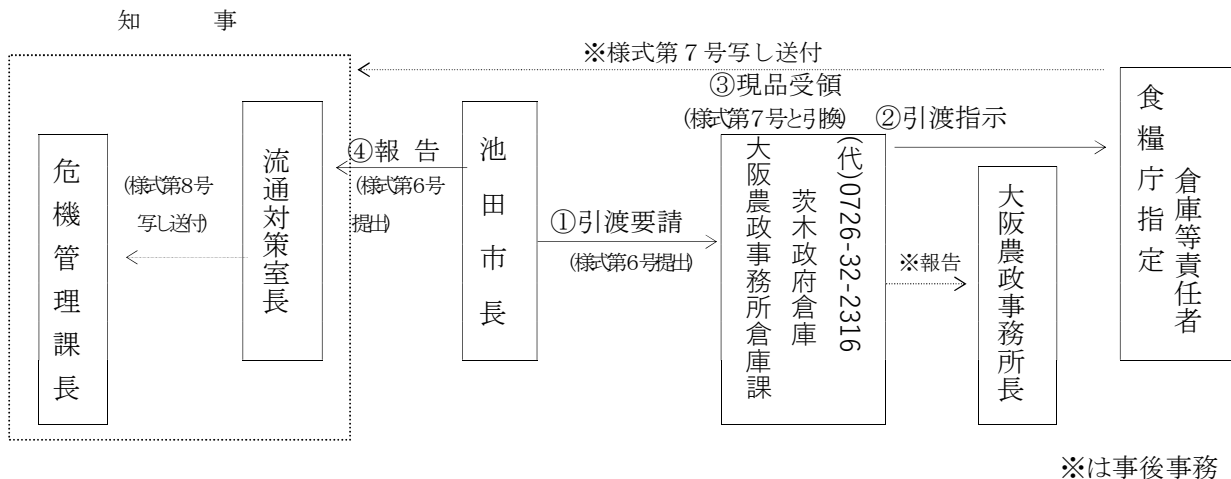 知　　事
※様式第７号写し送付
③現品受領
(様式第7号と引換)
②引渡指示
④報 告
(様式第6号
提出)
(様式第8号
写し送付)
①引渡要請
(様式第6号提出)
※報告
危機管理課長
流通対策室長
池田市長
(代)0726-32-2316
茨木政府倉庫
大阪農政事務所倉庫課
大阪農政事務所長
食糧庁指定
倉庫等責任者
※は事後事務